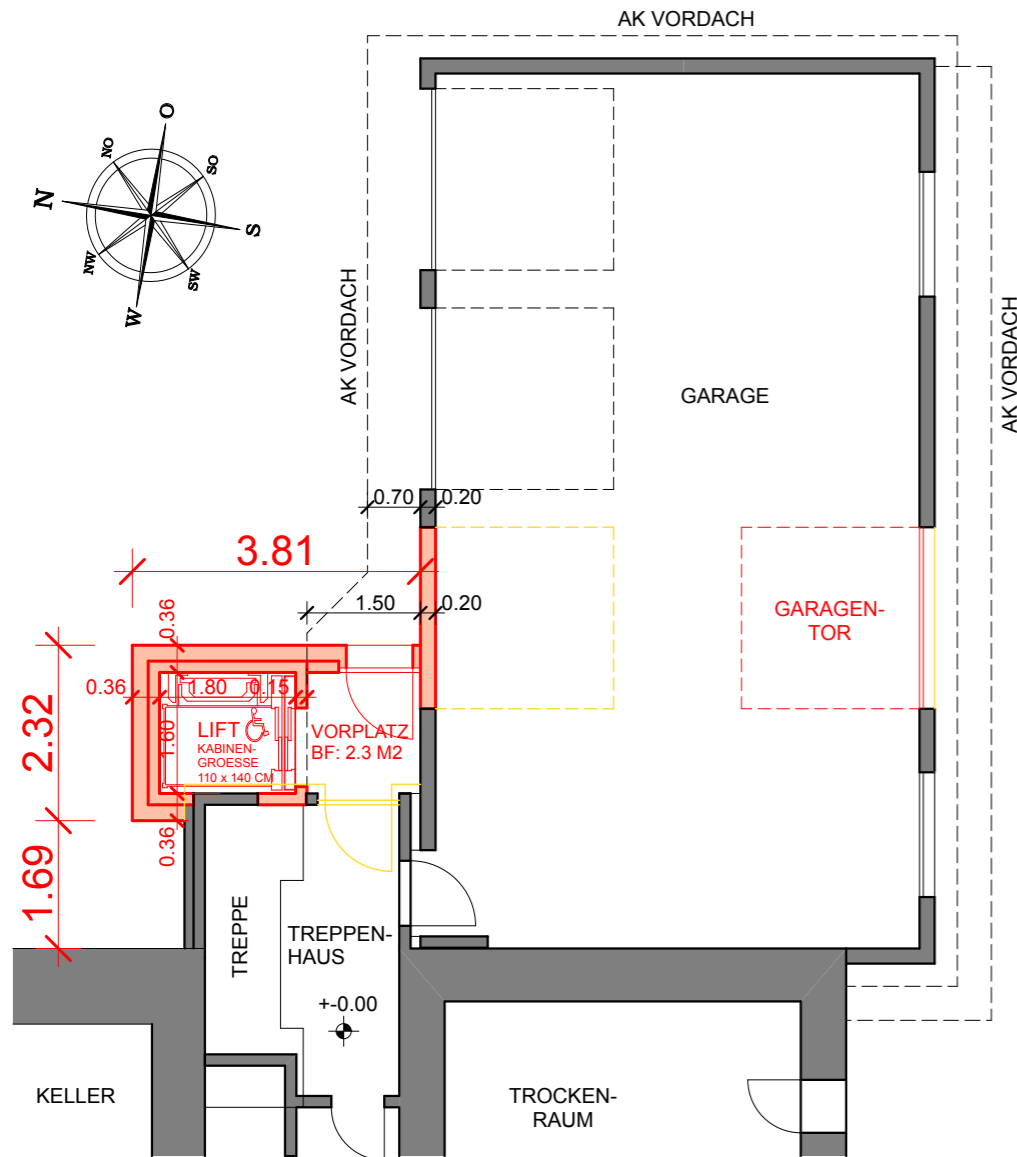 AK VORDACH
O
NO
SO
N
S
NW
SW
W
AK VORDACH
AK VORDACH
GARAGE
0.70
0.20
3.81
1.50
0.20
GARAGEN-
TOR
0.36
0.36
1.80
0.15
2.32
1.60
LIFT
KABINEN-
GROESSE
110 x 140 CM
VORPLATZ
BF: 2.3 M2
0.36
1.69
TREPPE
TREPPEN-
HAUS
+-0.00
KELLER
TROCKEN-
RAUM